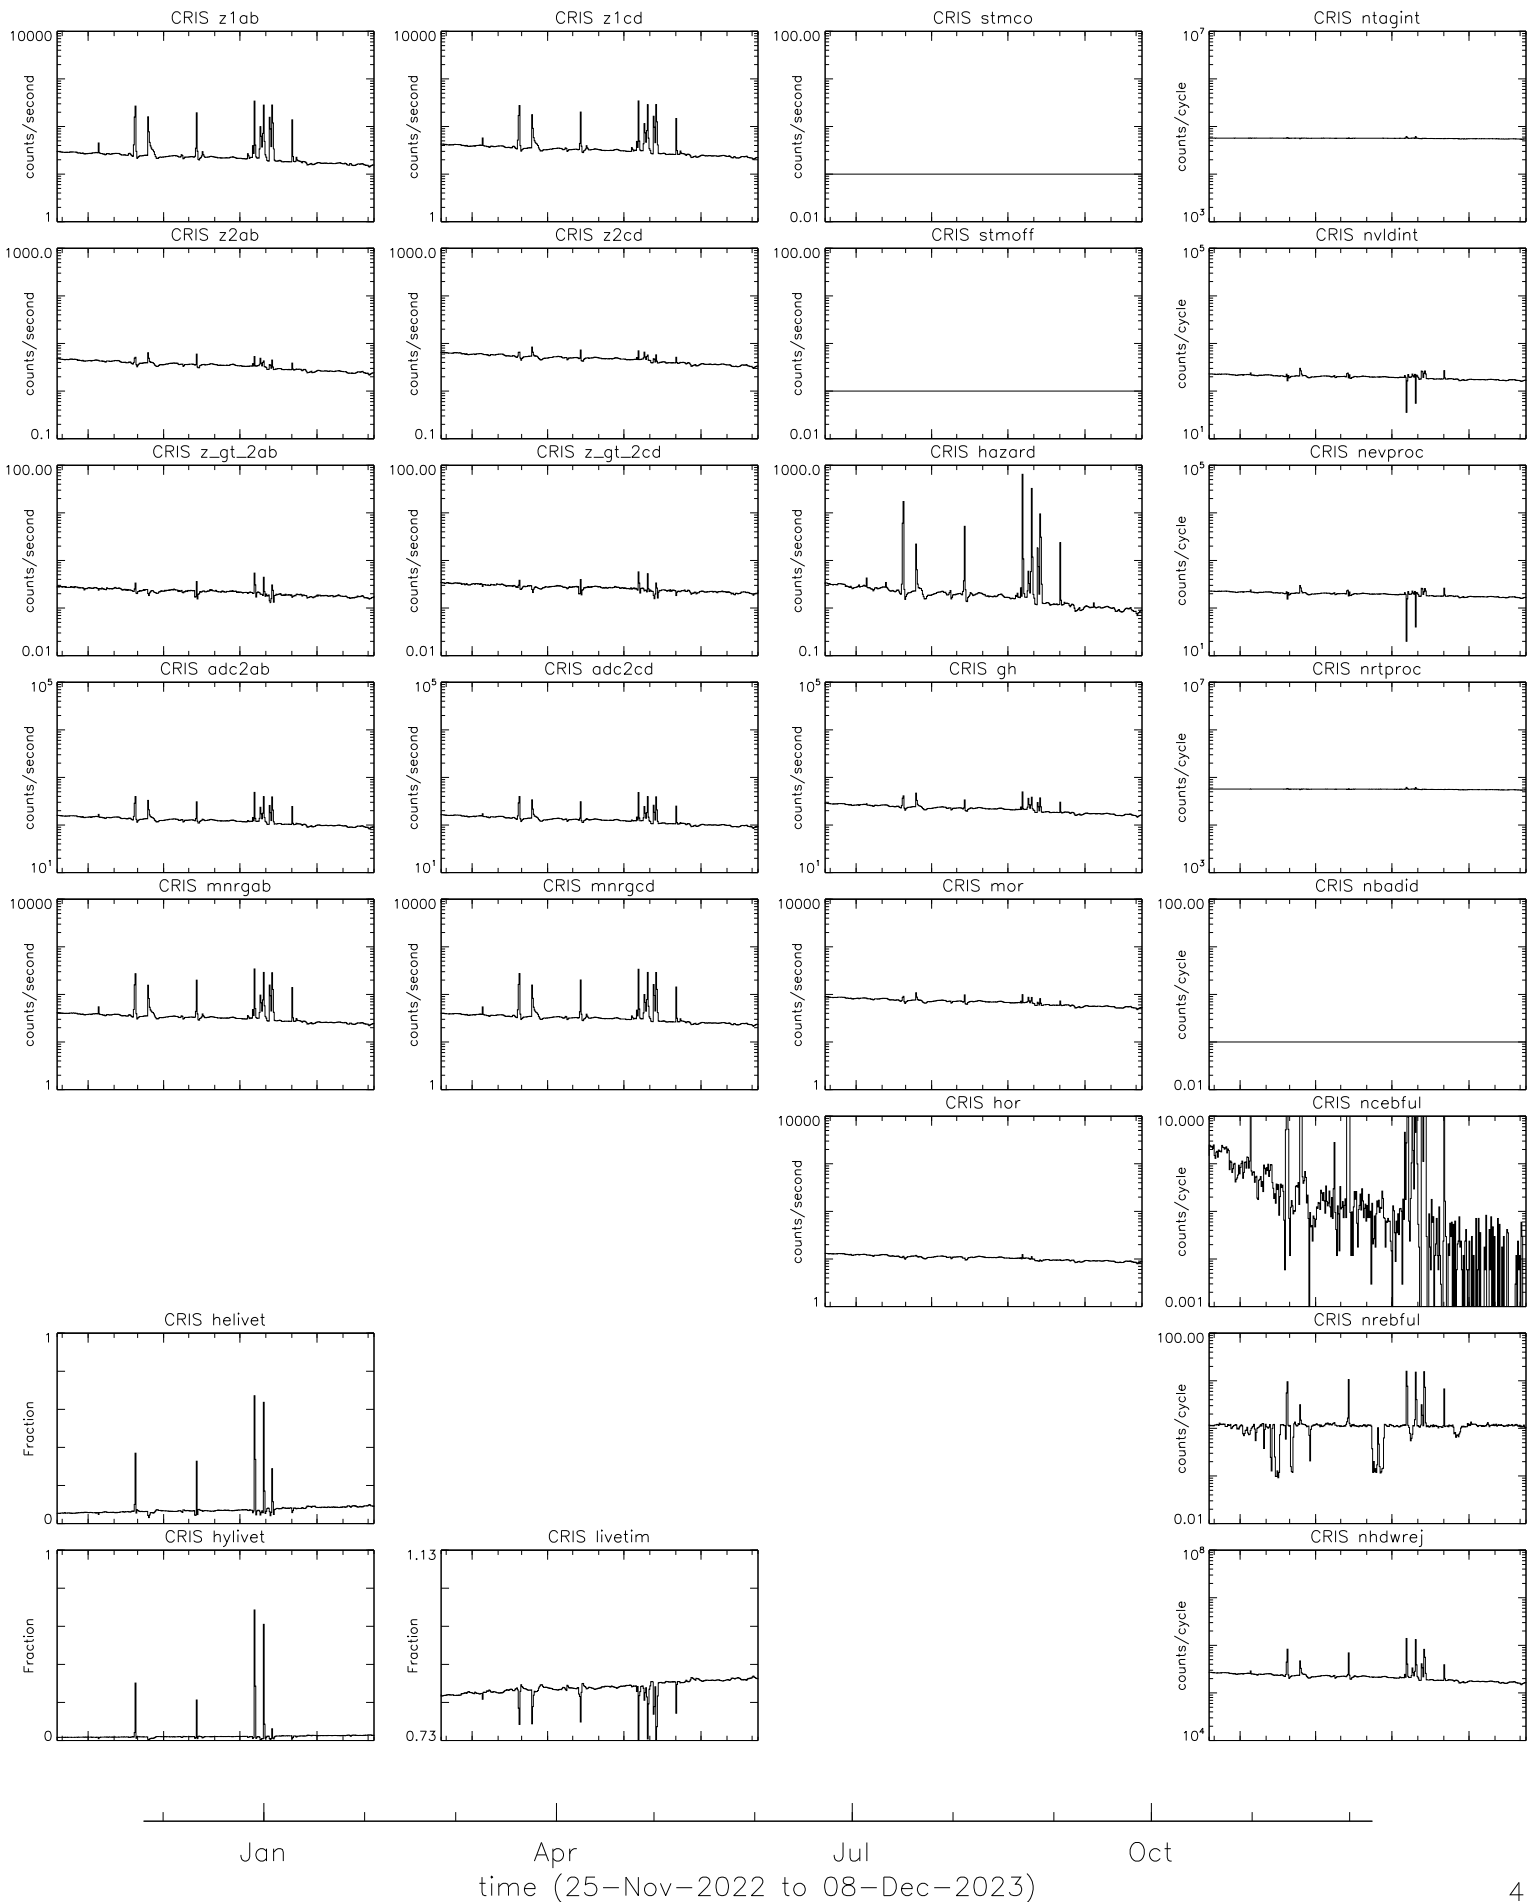 CRIS z1ab
10000
counts/second
1
CRIS z1cd
10000
counts/second
1
CRIS stmco
100.00
counts/second
0.01
CRIS ntagint
10⁷
counts/cycle
10³
CRIS z2ab
1000.0
counts/second
0.1
CRIS z2cd
1000.0
counts/second
0.1
CRIS stmoff
100.00
counts/second
0.01
CRIS nvldint
10⁵
counts/cycle
10¹
CRIS z_gt_2ab
100.00
counts/second
0.01
CRIS z_gt_2cd
100.00
counts/second
0.01
CRIS hazard
1000.0
counts/second
0.1
CRIS nevproc
10⁵
counts/cycle
10¹
CRIS adc2ab
10⁵
counts/second
10¹
CRIS adc2cd
10⁵
counts/second
10¹
CRIS gh
10⁵
counts/second
10¹
CRIS nrtproc
10⁷
counts/cycle
10³
CRIS mnrgab
10000
counts/second
1
CRIS mnrgcd
10000
counts/second
1
CRIS mor
10000
counts/second
1
CRIS nbadid
100.00
counts/cycle
0.01
CRIS hor
10000
counts/second
1
CRIS ncebful
10.000
counts/cycle
0.001
CRIS helivet
1
Fraction
0
CRIS nrebful
100.00
counts/cycle
0.01
CRIS hylivet
1
Fraction
0
CRIS livetim
1.13
Fraction
0.73
CRIS nhdwrej
10⁸
counts/cycle
10⁴
Jan Apr Jul Oct
time (25-Nov-2022 to 08-Dec-2023)
4